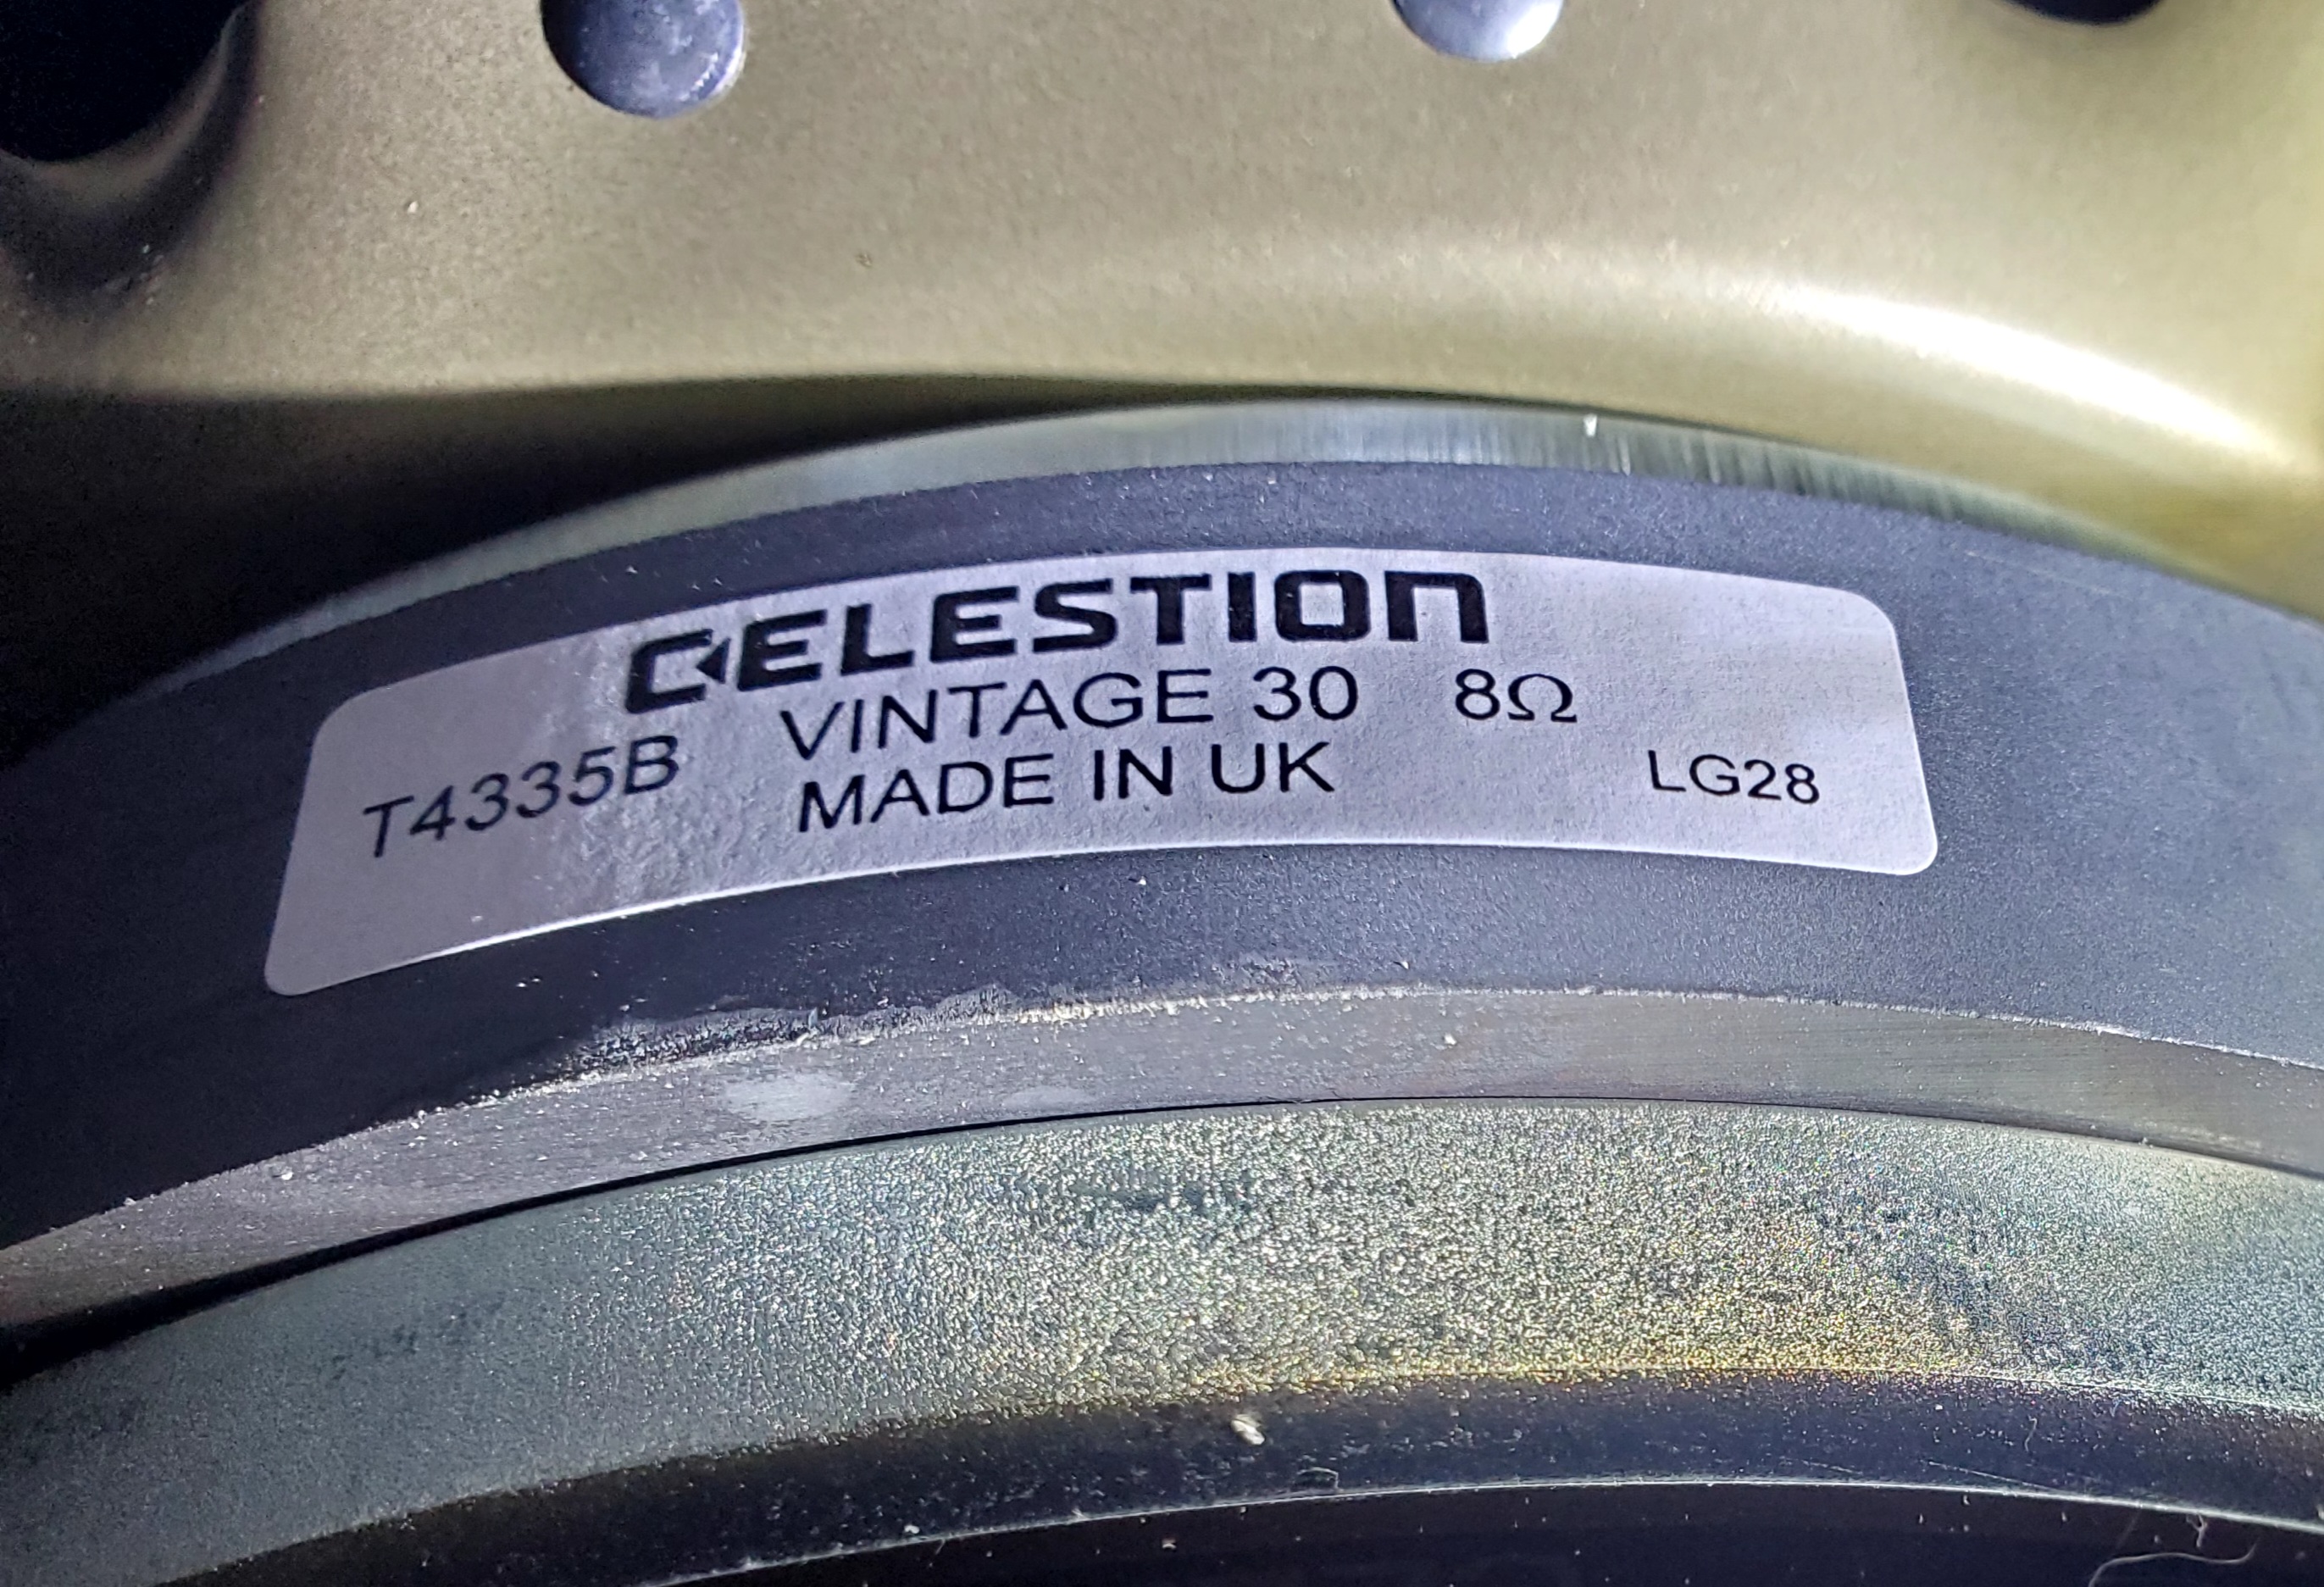 CELESTION
VINTAGE 30 8Ω
T4335B MADE IN UK LG28